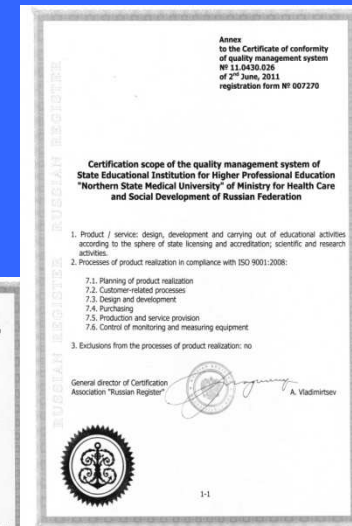 Annex
to the Certificate of conformity
of quality management system
№ 11.0430.026
of 2nd June, 2011
registration form № 007270
Certification scope of the quality management system of
State Educational Institution for Higher Professional Education
"Northern State Medical University" of Ministry for Health Care
and Social Development of Russian Federation
1. Product / service: design, development and carrying out of educational activities
according to the sphere of state licensing and accreditation; scientific and research
activities.
2. Processes of product realization in compliance with ISO 9001:2008:
7.1. Planning of product realization
7.2. Customer-related processes
7.3. Design and development
7.4. Purchasing
7.5. Production and service provision
7.6. Control of monitoring and measuring equipment
3. Exclusions from the processes of product realization: no
General director of Certification
Association "Russian Register"
A. Vladimirtsev
1-1
RUSSIAN REGISTER RUSSIAN REGISTER